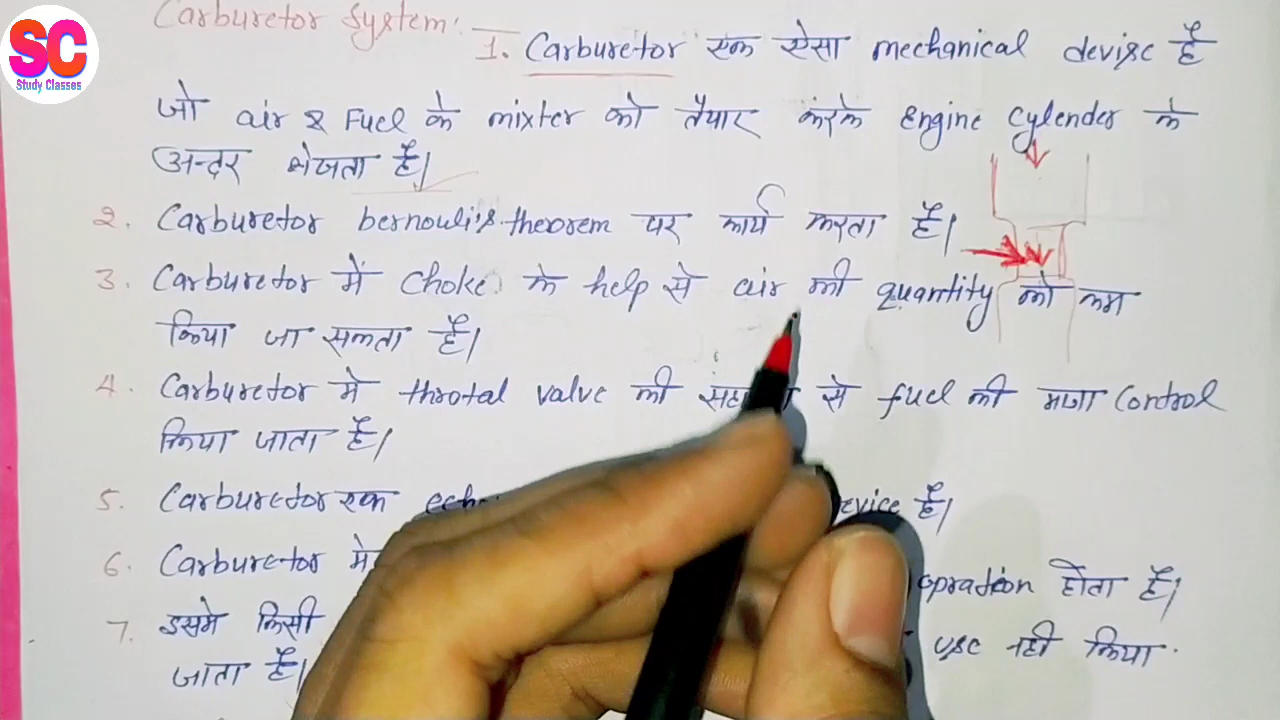 SC
Study Classes
Carburetor System:
1. Carburetor एक ऐसा mechanical devisc है
जो air & Fuel के mixter को तैयार करके Engine cylender के
अन्दर भेजता है।
2. Carburetor bernouli's theorem पर कार्य करता है।
3. Carburetor में choke के help से air की quantity को कम
किया जा सकता है।
4. Carburetor मे throtal valve की से fuel की control
किया जाता है।
5. Carburetor एक device है।
6. Carburetor मे opration होता है।
7. इसमे किसी use नही किया
जाता है।